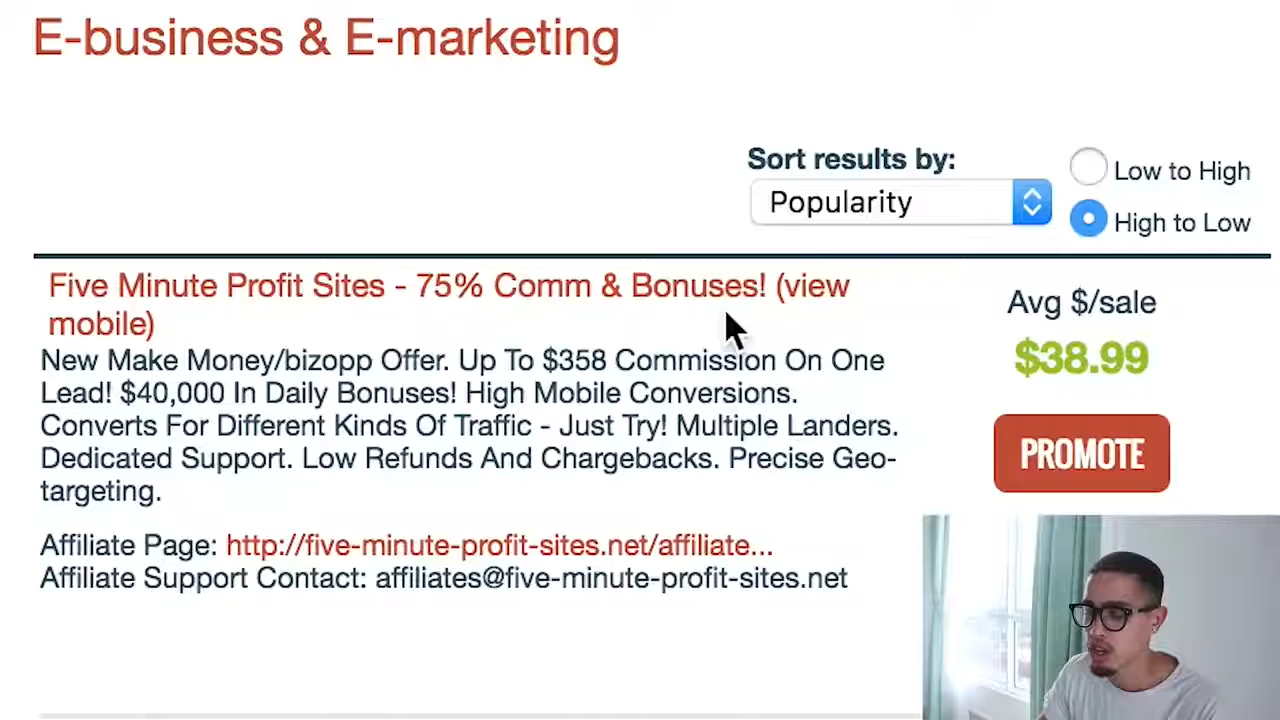 E-business & E-marketing
Sort results by:
Popularity
Low to High
High to Low
Five Minute Profit Sites - 75% Comm & Bonuses! (view
mobile)
New Make Money/bizopp Offer. Up To $358 Commission On One
Lead! $40,000 In Daily Bonuses! High Mobile Conversions.
Converts For Different Kinds Of Traffic - Just Try! Multiple Landers.
Dedicated Support. Low Refunds And Chargebacks. Precise Geo-
targeting.
Affiliate Page: http://five-minute-profit-sites.net/affiliate...
Affiliate Support Contact: affiliates@five-minute-profit-sites.net
Avg $/sale
$38.99
PROMOTE